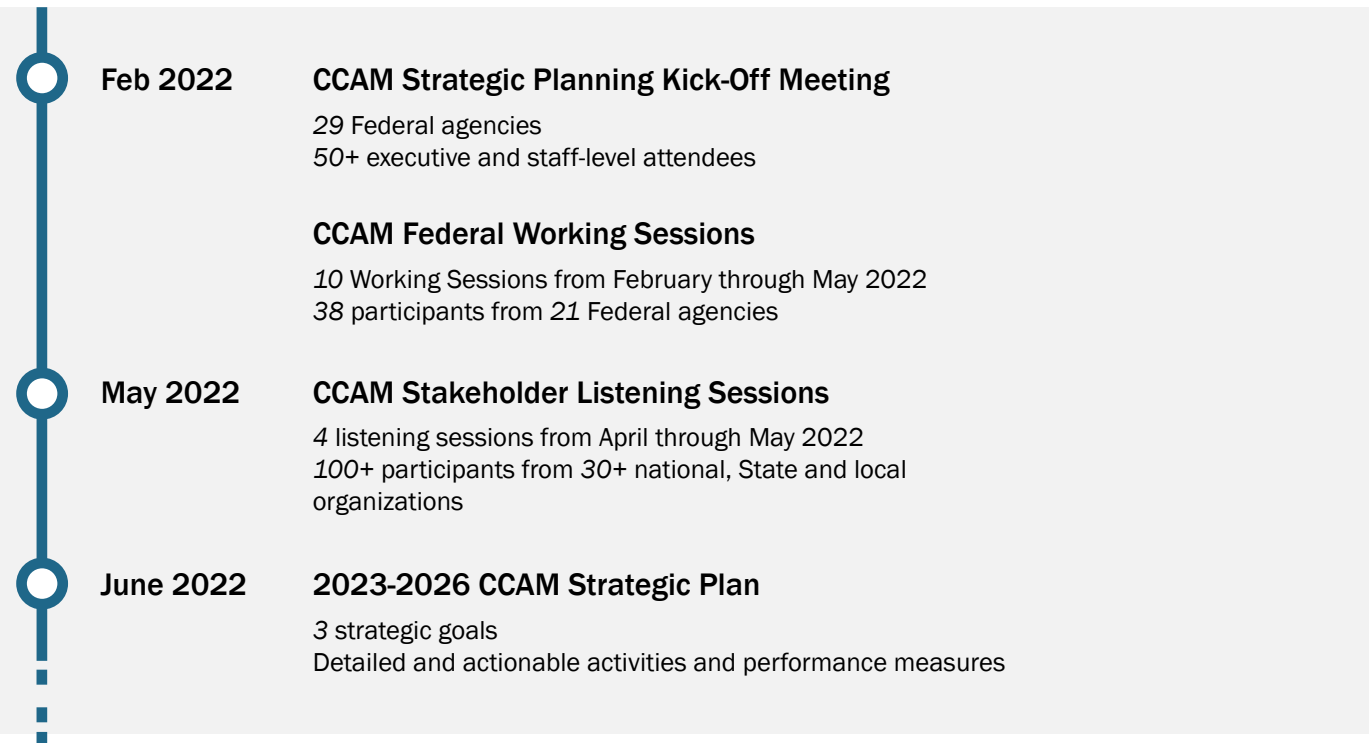 Feb 2022
CCAM Strategic Planning Kick-Off Meeting
29 Federal agencies
50+ executive and staff-level attendees
CCAM Federal Working Sessions
10 Working Sessions from February through May 2022
38 participants from 21 Federal agencies
May 2022
CCAM Stakeholder Listening Sessions
4 listening sessions from April through May 2022
100+ participants from 30+ national, State and local
organizations
June 2022
2023-2026 CCAM Strategic Plan
3 strategic goals
Detailed and actionable activities and performance measures